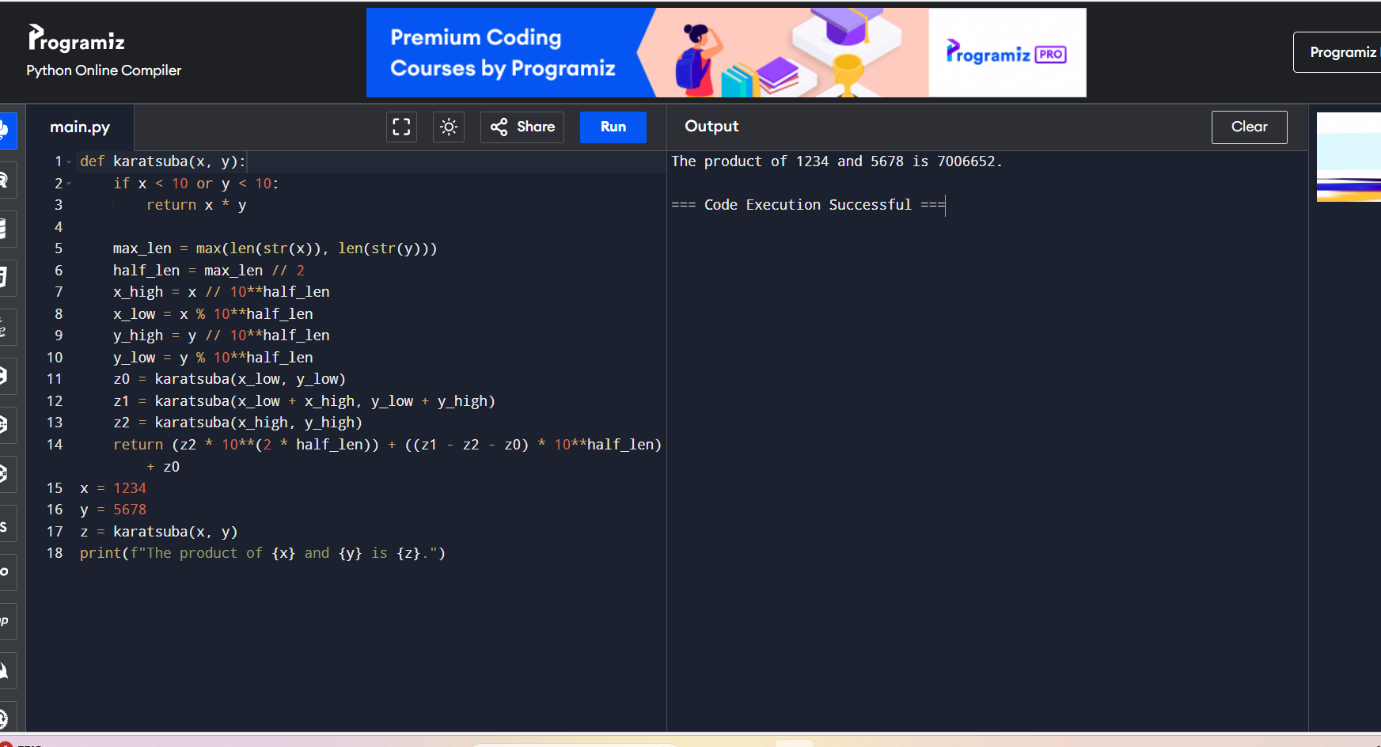 Programiz
Python Online Compiler
Premium Coding
Courses by Programiz
Programiz PRO
Programiz
main.py
Share
Run
Output
Clear
1 def karatsuba(x, y):
2     if x < 10 or y < 10:
3         return x * y
4
5     max_len = max(len(str(x)), len(str(y)))
6     half_len = max_len // 2
7     x_high = x // 10**half_len
8     x_low = x % 10**half_len
9     y_high = y // 10**half_len
10     y_low = y % 10**half_len
11     z0 = karatsuba(x_low, y_low)
12     z1 = karatsuba(x_low + x_high, y_low + y_high)
13     z2 = karatsuba(x_high, y_high)
14     return (z2 * 10**(2 * half_len)) + ((z1 - z2 - z0) * 10**half_len)
        + z0
15 x = 1234
16 y = 5678
17 z = karatsuba(x, y)
18 print(f"The product of {x} and {y} is {z}.")
The product of 1234 and 5678 is 7006652.
=== Code Execution Successful ===